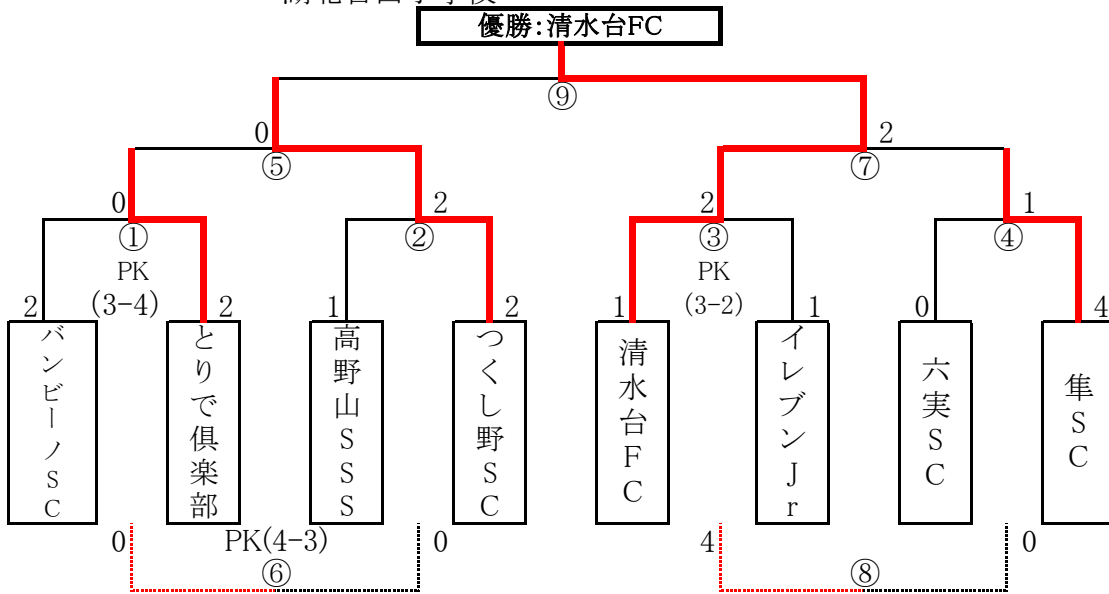 優勝:清水台FC
⑨
0 2
⑤ ⑦
0 2 2 1
① ② ③ ④
PK PK
(3-4) (3-2)
2 2 1 2 1 1 0 4
バンビーノSC
とりで倶楽部
高野山SSS
つくし野SC
清水台FC
イレブンJr
六実SC
隼SC
0 PK(4-3) 0 4 0
⑥ ⑧